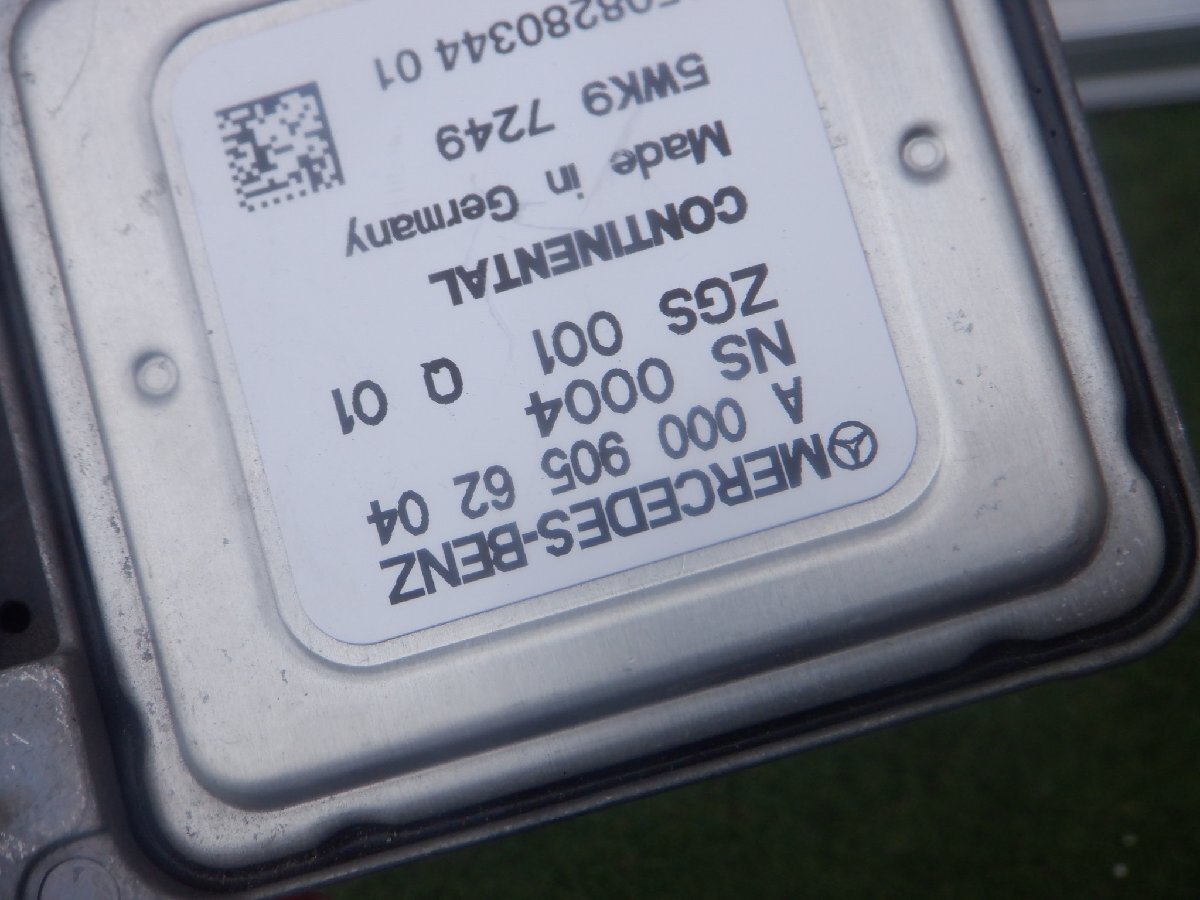 MERCEDES-BENZ
A 000 905 62 04
NS 0004 Q 01
ZGS 001
CONTINENTAL
Made in Germany
5WK9 7249
08280344 01